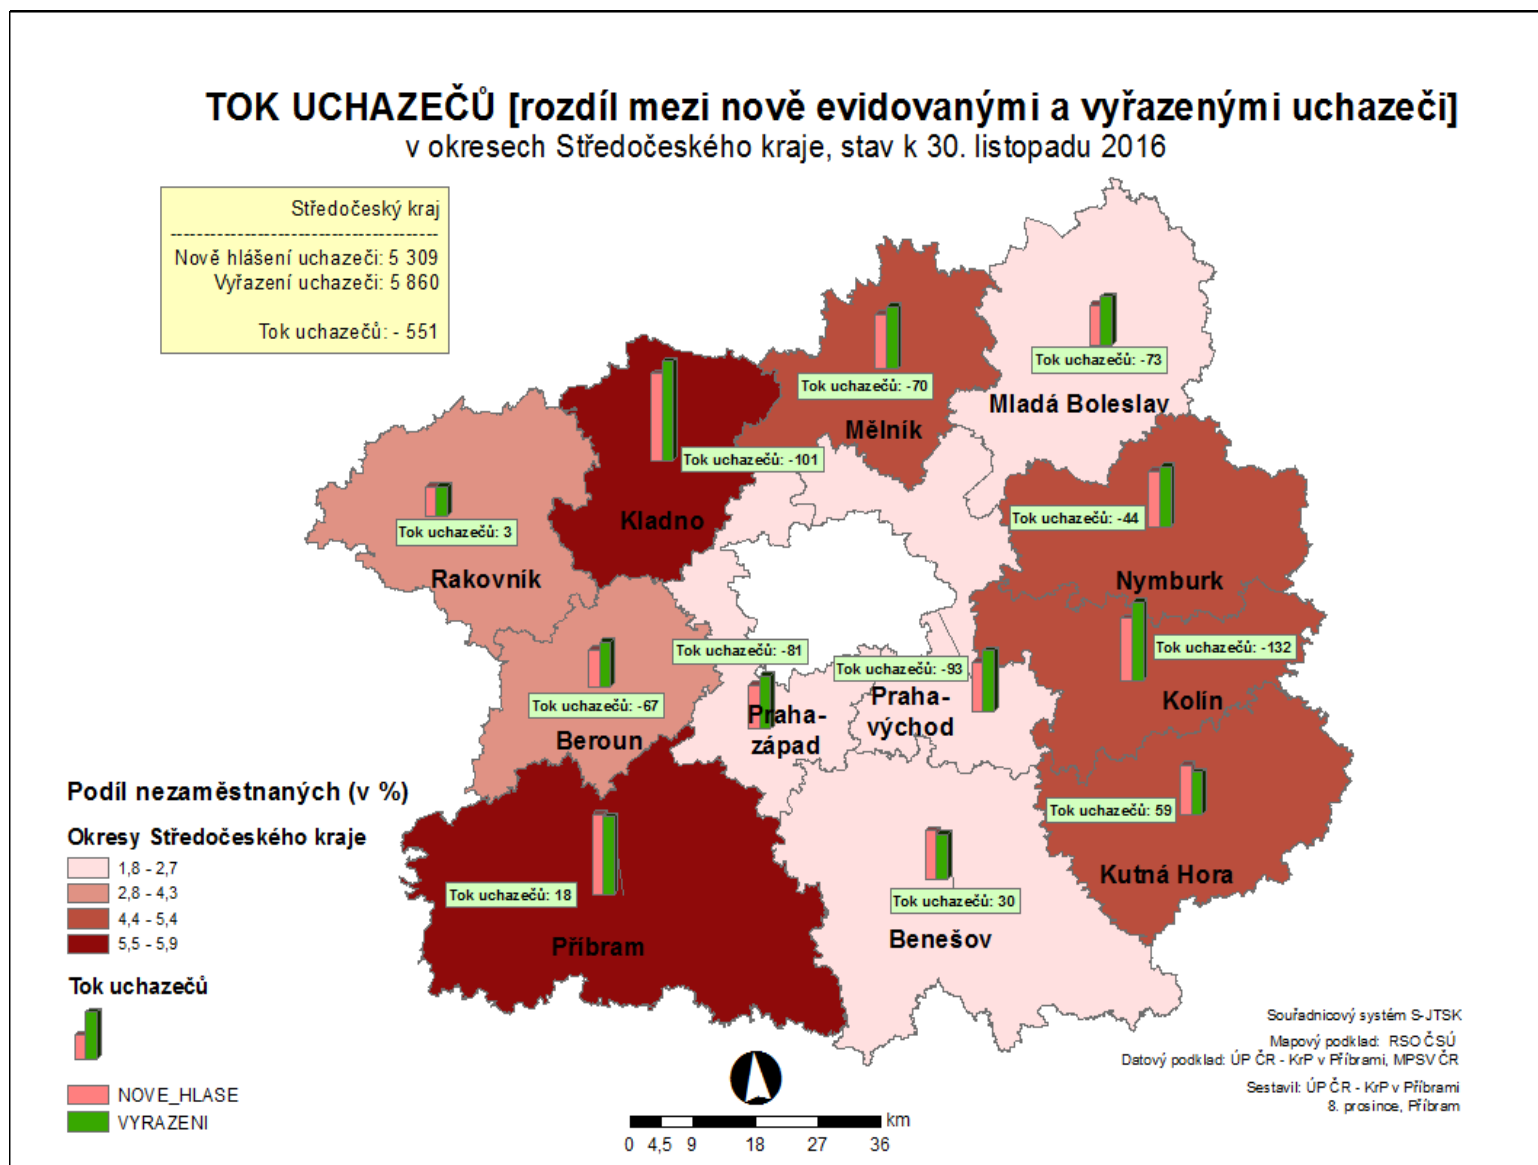 TOK UCHAZEČŮ [rozdíl mezi nově evidovanými a vyřazenými uchazeči]
v okresech Středočeského kraje, stav k 30. listopadu 2016
Středočeský kraj
--------------------------------------
Nově hlášení uchazeči: 5 309
Vyřazení uchazeči: 5 860
Tok uchazečů: - 551
Tok uchazečů: -73
Mladá Boleslav
Tok uchazečů: -70
Mělník
Tok uchazečů: -101
Kladno
Tok uchazečů: 3
Rakovník
Tok uchazečů: -44
Nymburk
Tok uchazečů: -132
Kolín
Tok uchazečů: -81
Praha-
západ
Tok uchazečů: -93
Praha-
východ
Tok uchazečů: -67
Beroun
Tok uchazečů: 59
Kutná Hora
Tok uchazečů: 18
Příbram
Tok uchazečů: 30
Benešov
Podíl nezaměstnaných (v %)
Okresy Středočeského kraje
1,8 - 2,7
2,8 - 4,3
4,4 - 5,4
5,5 - 5,9
Tok uchazečů
NOVE_HLASE
VYRAZENI
km
0 4,5 9 18 27 36
Souřadnicový systém S-JTSK
Mapový podklad: RSO ČSÚ
Datový podklad: ÚP ČR - KrP v Příbrami, MPSV ČR
Sestavil: ÚP ČR - KrP v Příbrami
8. prosince, Příbram